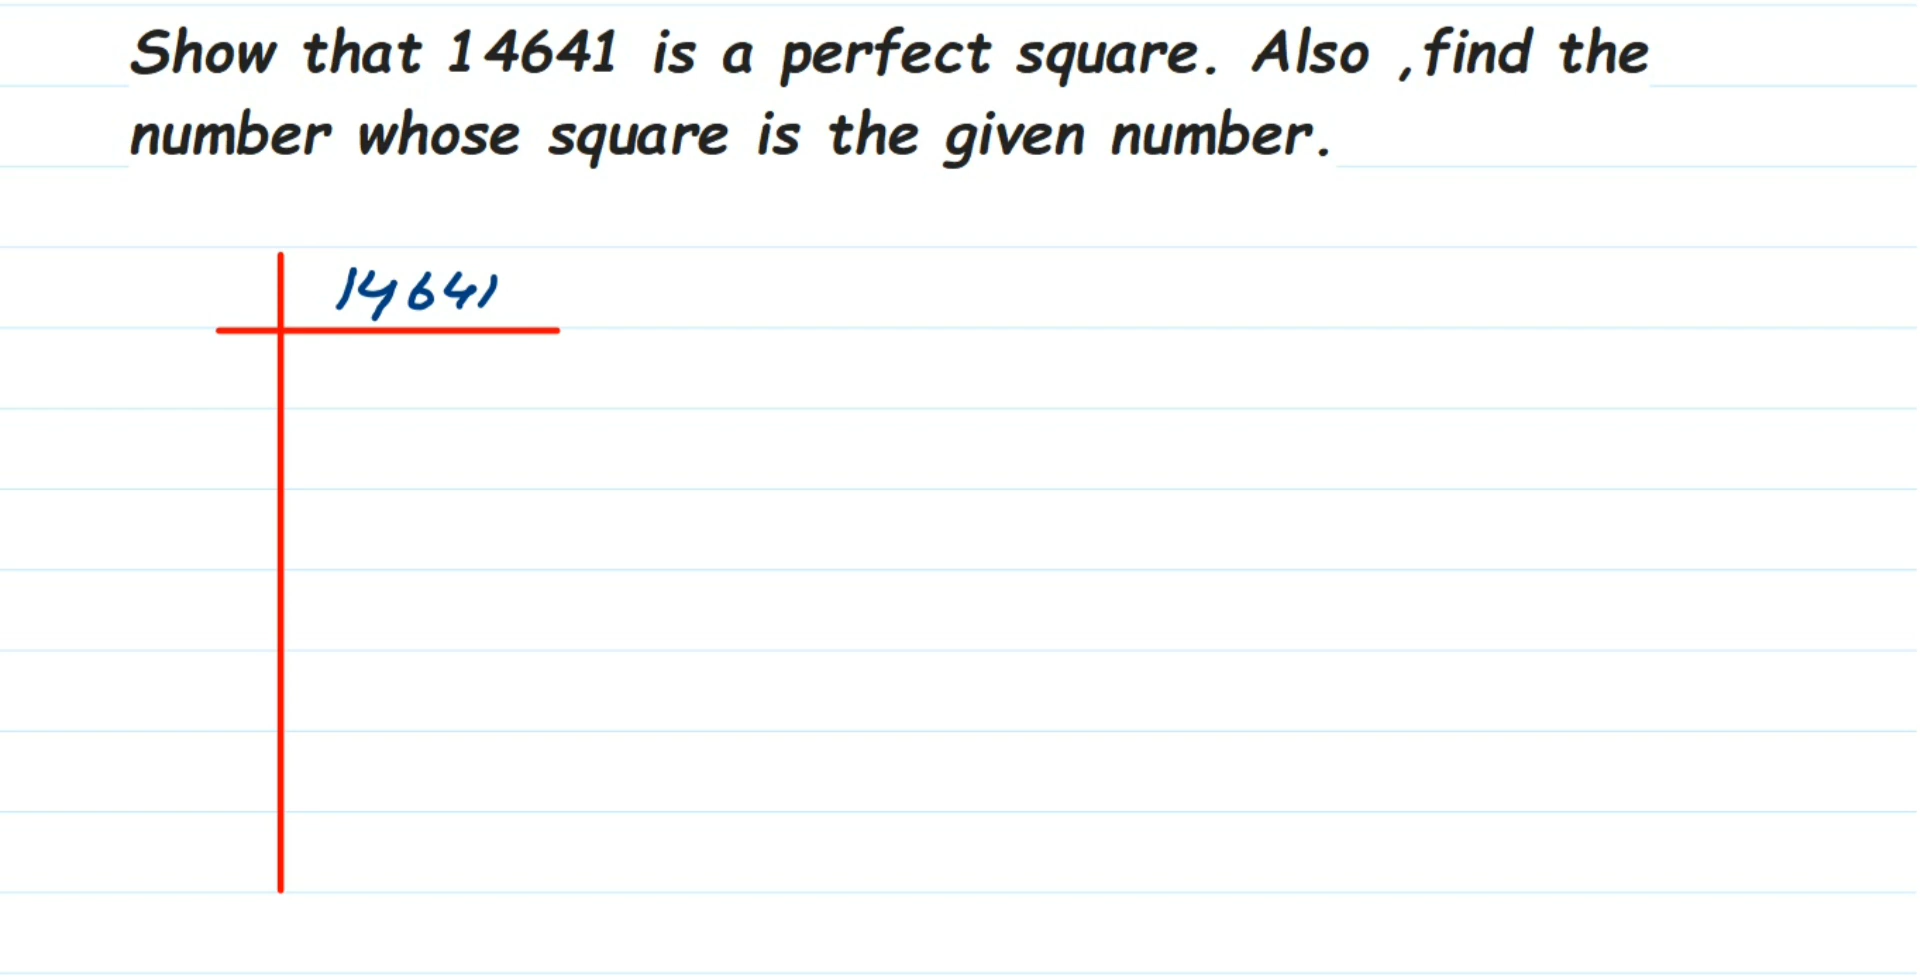 Show that 14641 is a perfect square. Also ,find the
number whose square is the given number.
14641